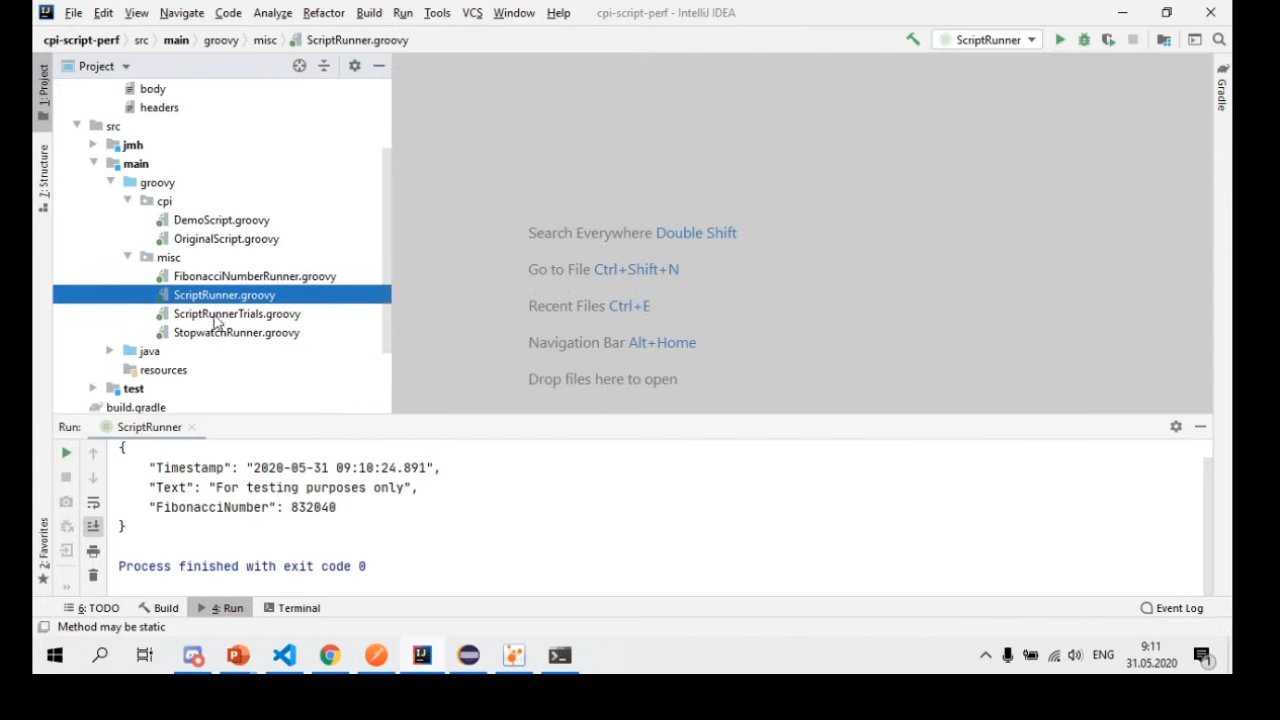 File Edit View Navigate Code Analyze Refactor Build Run Tools VCS Window Help cpi-script-perf - IntelliJ IDEA
cpi-script-perf src main groovy misc ScriptRunner.groovy ScriptRunner
1: Project
Project
body
headers
src
jmh
main
groovy
cpi
DemoScript.groovy
OriginalScript.groovy
misc
FibonacciNumberRunner.groovy
ScriptRunner.groovy
ScriptRunnerTrials.groovy
StopwatchRunner.groovy
java
resources
test
build.gradle
Z: Structure
2: Favorites
Search Everywhere Double Shift
Go to File Ctrl+Shift+N
Recent Files Ctrl+E
Navigation Bar Alt+Home
Drop files here to open
Gradle
Run: ScriptRunner
{
"Timestamp": "2020-05-31 09:10:24.891",
"Text": "For testing purposes only",
"FibonacciNumber": 832040
}
Process finished with exit code 0
6: TODO Build 4: Run Terminal Event Log
Method may be static
ENG
9:11
31.05.2020
1